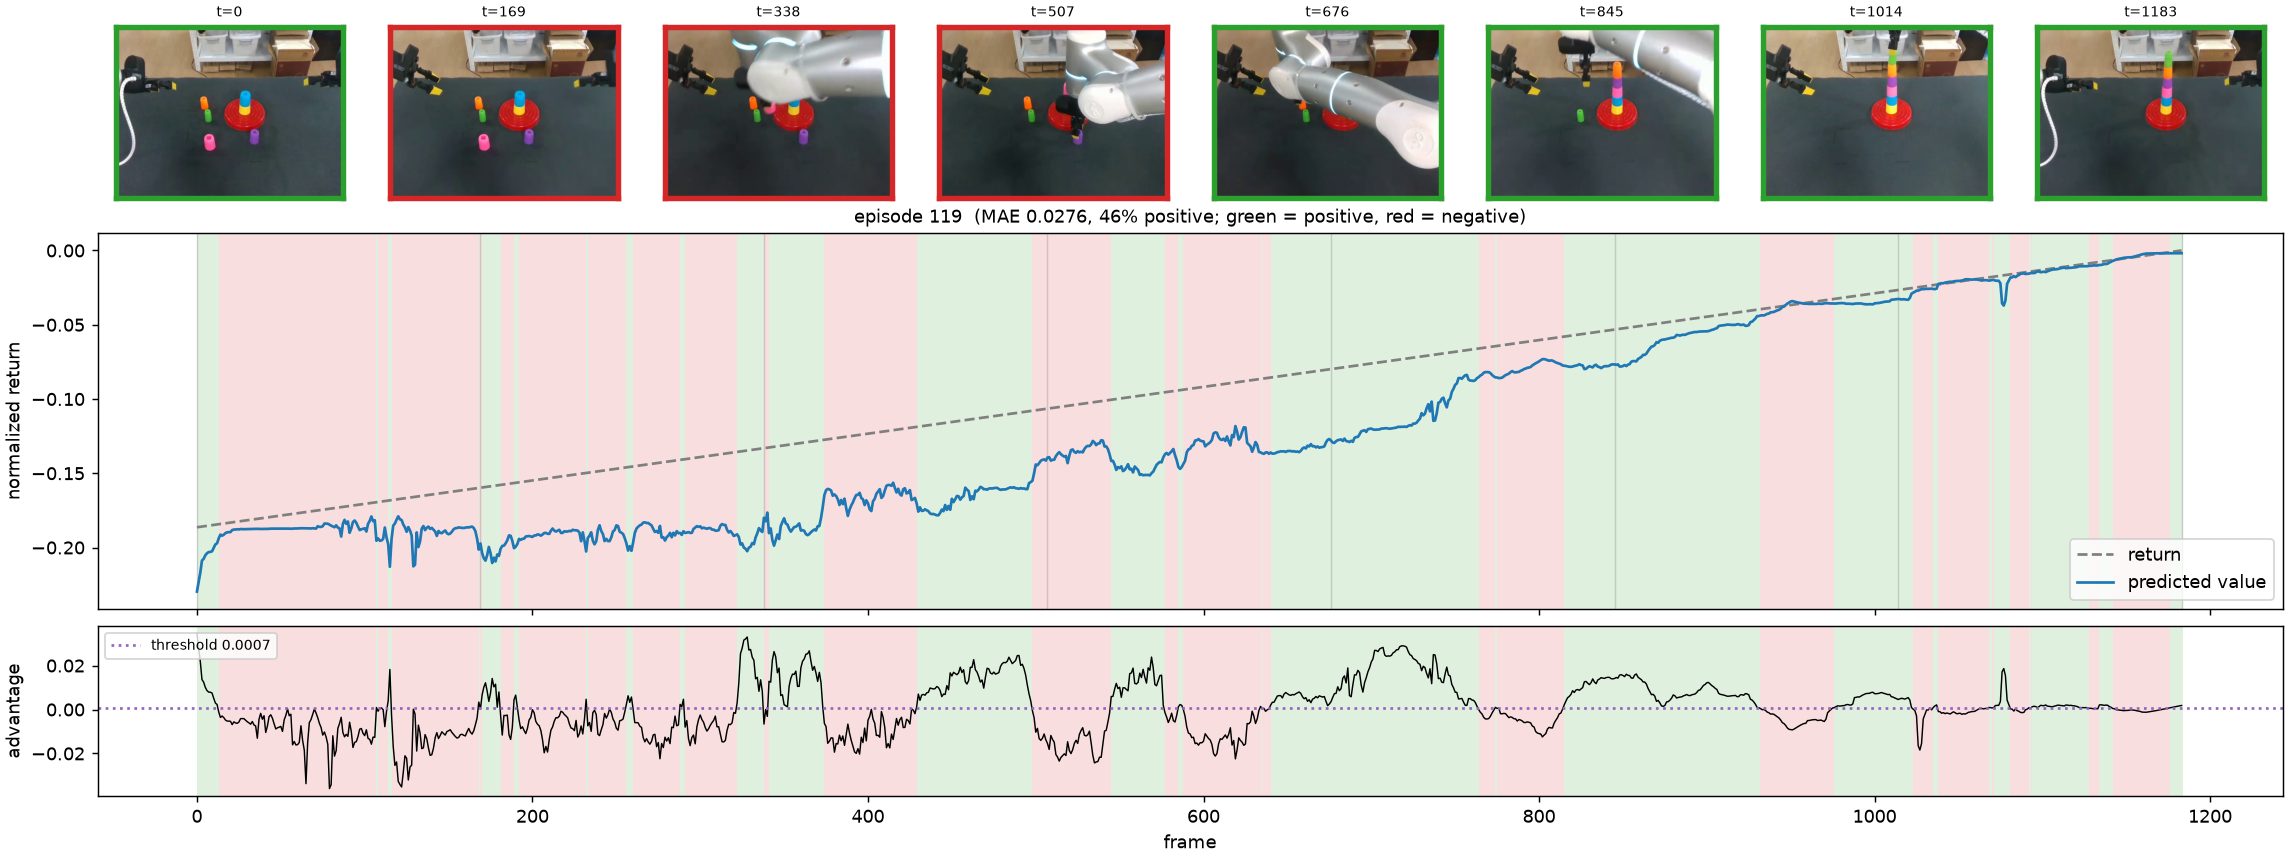 t=0 t=169 t=338 t=507 t=676 t=845 t=1014 t=1183
episode 119 (MAE 0.0276, 46% positive; green = positive, red = negative)
normalized return
0.00
−0.05
−0.10
−0.15
−0.20
return
predicted value
advantage
0.02
0.00
−0.02
threshold 0.0007
0 200 400 600 800 1000 1200
frame